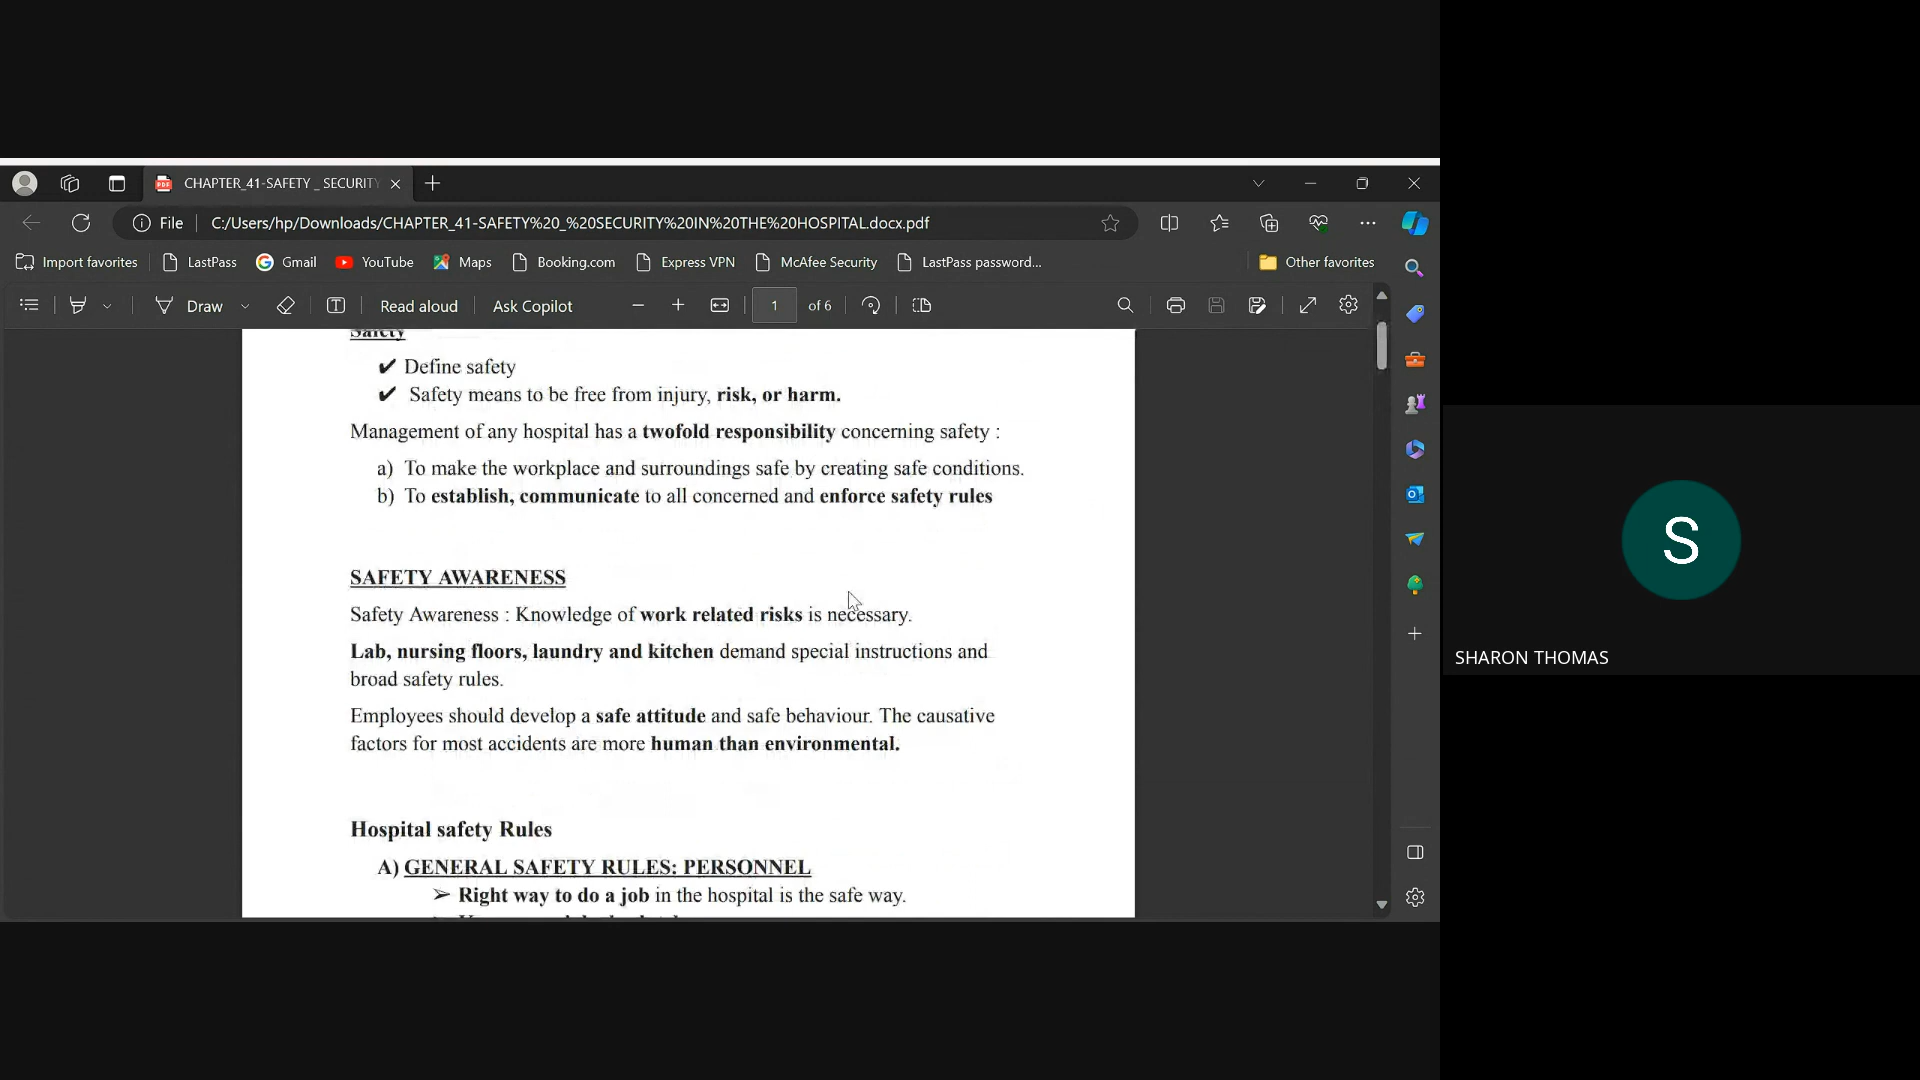 CHAPTER_41-SAFETY _ SECURITY
File C:/Users/hp/Downloads/CHAPTER_41-SAFETY%20_%20SECURITY%20IN%20THE%20HOSPITAL.docx.pdf
Import favorites LastPass Gmail YouTube Maps Booking.com Express VPN McAfee Security LastPass password... Other favorites
Draw Read aloud Ask Copilot 1 of 6
Safety
✔ Define safety
✔ Safety means to be free from injury, risk, or harm.
Management of any hospital has a twofold responsibility concerning safety :
a) To make the workplace and surroundings safe by creating safe conditions.
b) To establish, communicate to all concerned and enforce safety rules
SAFETY AWARENESS
Safety Awareness : Knowledge of work related risks is necessary.
Lab, nursing floors, laundry and kitchen demand special instructions and
broad safety rules.
Employees should develop a safe attitude and safe behaviour. The causative
factors for most accidents are more human than environmental.
Hospital safety Rules
A) GENERAL SAFETY RULES: PERSONNEL
➢ Right way to do a job in the hospital is the safe way.
S
SHARON THOMAS